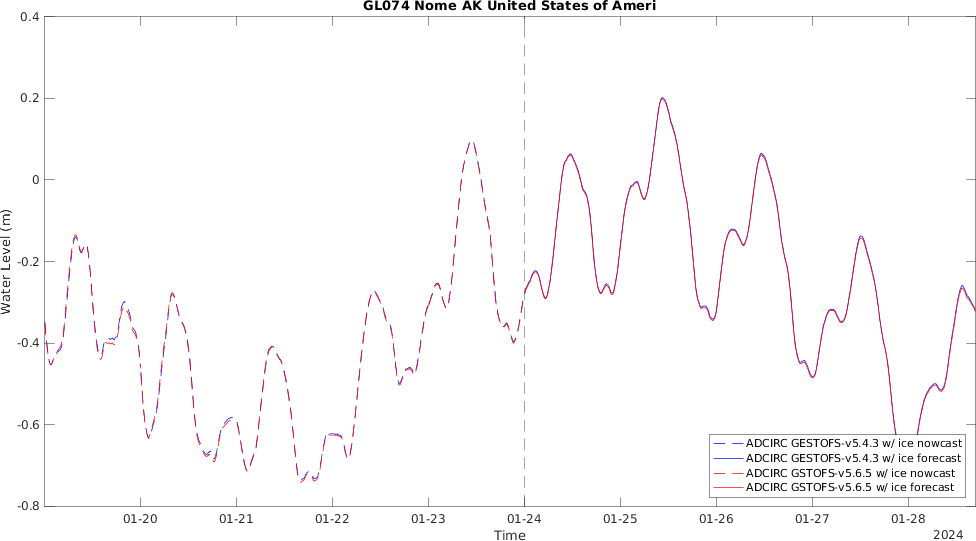 GL074 Nome AK United States of Ameri
0.4
0.2
0
-0.2
-0.4
-0.6
-0.8
Water Level (m)
ADCIRC GESTOFS-v5.4.3 w/ ice nowcast
ADCIRC GESTOFS-v5.4.3 w/ ice forecast
ADCIRC GSTOFS-v5.6.5 w/ ice nowcast
ADCIRC GSTOFS-v5.6.5 w/ ice forecast
01-20 01-21 01-22 01-23 01-24 01-25 01-26 01-27 01-28
Time
2024